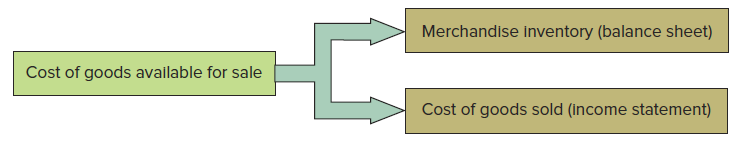 Merchandise inventory (balance sheet)
Cost of goods available for sale
Cost of goods sold (income statement)